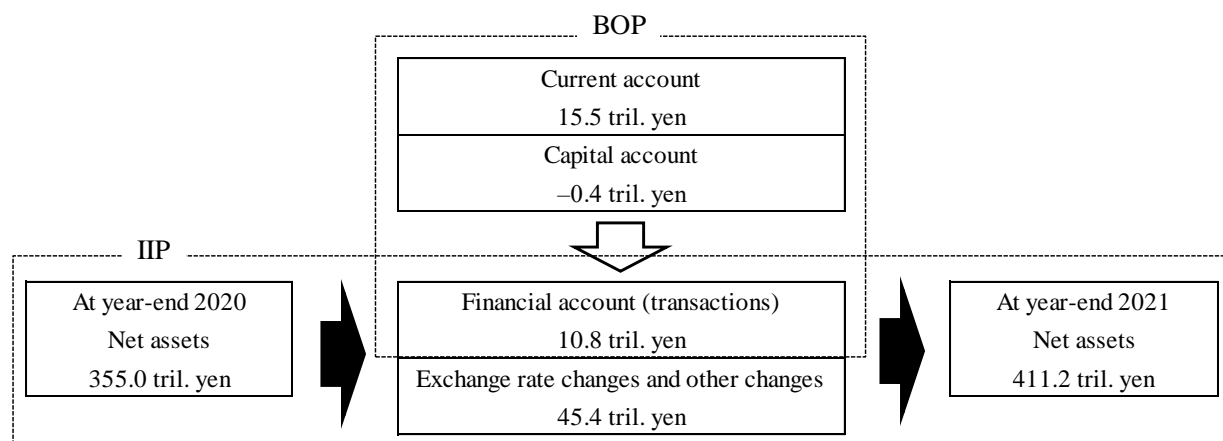 BOP
Current account
15.5 tril. yen
Capital account
–0.4 tril. yen
IIP
At year-end 2020
Net assets
355.0 tril. yen
Financial account (transactions)
10.8 tril. yen
Exchange rate changes and other changes
45.4 tril. yen
At year-end 2021
Net assets
411.2 tril. yen